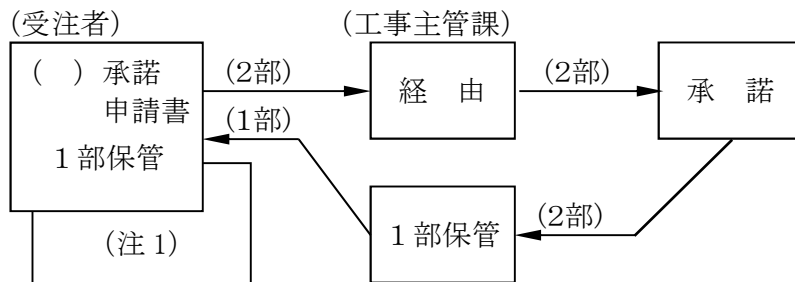 (受注者)
(工事主管課)
(　) 承諾
申請書
１部保管
(2部)
経　由
(2部)
承　諾
(1部)
１部保管
(2部)
(注 1)